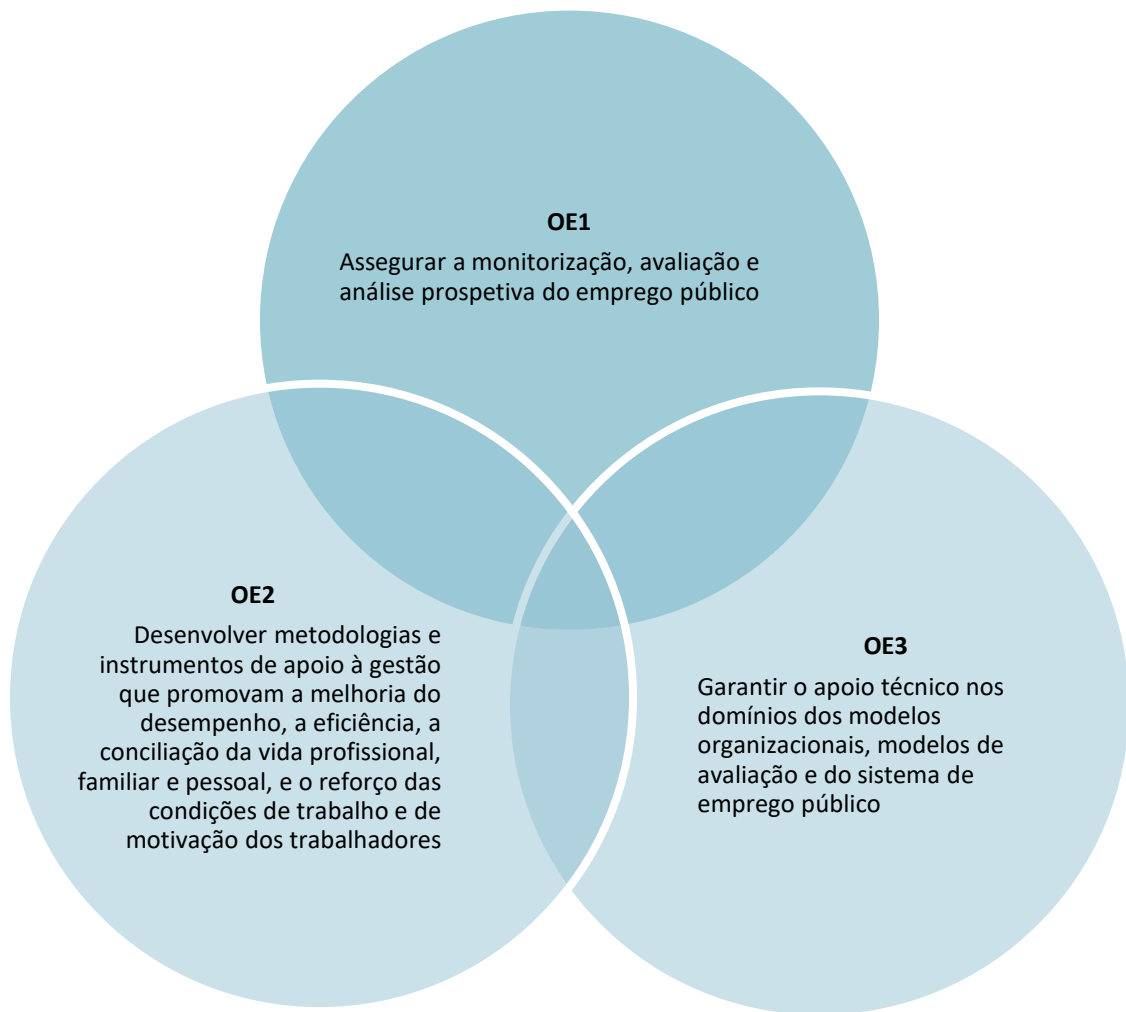 OE1
Assegurar a monitorização, avaliação e
análise prospetiva do emprego público
OE2
Desenvolver metodologias e
instrumentos de apoio à gestão
que promovam a melhoria do
desempenho, a eficiência, a
conciliação da vida profissional,
familiar e pessoal, e o reforço das
condições de trabalho e de
motivação dos trabalhadores
OE3
Garantir o apoio técnico nos
domínios dos modelos
organizacionais, modelos de
avaliação e do sistema de
emprego público